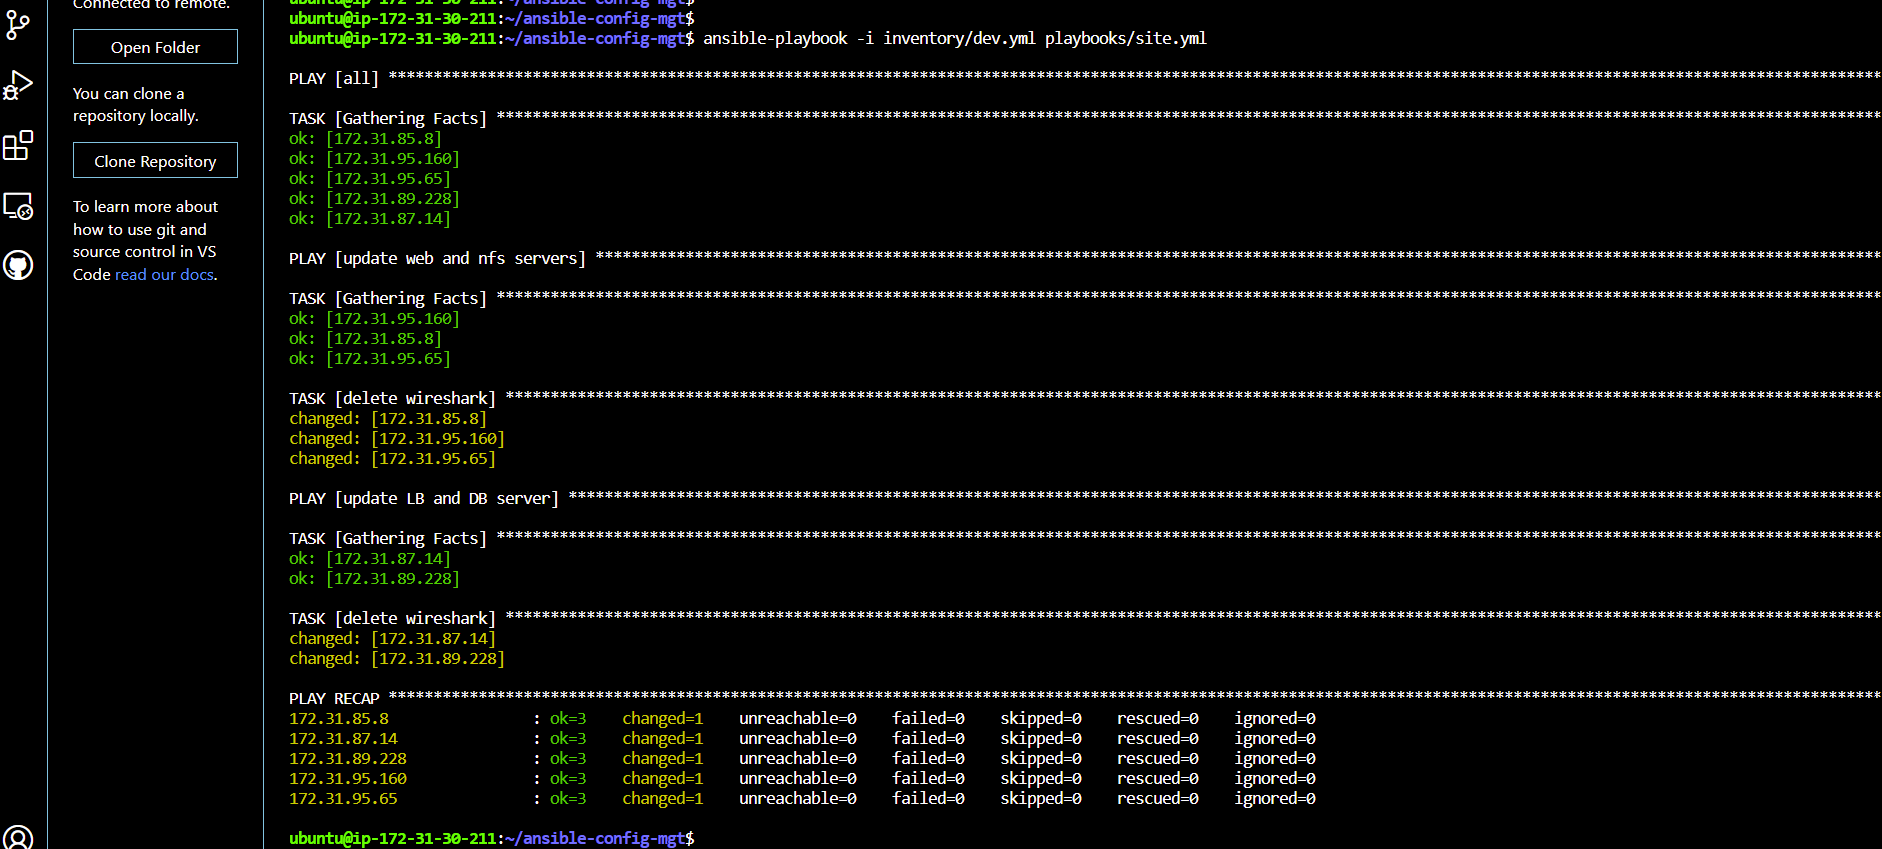 Connected to remote.
Open Folder
You can clone a
repository locally.
Clone Repository
To learn more about
how to use git and
source control in VS
Code read our docs.
ubuntu@ip-172-31-30-211:~/ansible-config-mgt$
ubuntu@ip-172-31-30-211:~/ansible-config-mgt$
ubuntu@ip-172-31-30-211:~/ansible-config-mgt$ ansible-playbook -i inventory/dev.yml playbooks/site.yml
PLAY [all] ****************************************************************
TASK [Gathering Facts] ****************************************************************
ok: [172.31.85.8]
ok: [172.31.95.160]
ok: [172.31.95.65]
ok: [172.31.89.228]
ok: [172.31.87.14]
PLAY [update web and nfs servers] ****************************************************************
TASK [Gathering Facts] ****************************************************************
ok: [172.31.95.160]
ok: [172.31.85.8]
ok: [172.31.95.65]
TASK [delete wireshark] ****************************************************************
changed: [172.31.85.8]
changed: [172.31.95.160]
changed: [172.31.95.65]
PLAY [update LB and DB server] ****************************************************************
TASK [Gathering Facts] ****************************************************************
ok: [172.31.87.14]
ok: [172.31.89.228]
TASK [delete wireshark] ****************************************************************
changed: [172.31.87.14]
changed: [172.31.89.228]
PLAY RECAP ****************************************************************
172.31.85.8 : ok=3 changed=1 unreachable=0 failed=0 skipped=0 rescued=0 ignored=0
172.31.87.14 : ok=3 changed=1 unreachable=0 failed=0 skipped=0 rescued=0 ignored=0
172.31.89.228 : ok=3 changed=1 unreachable=0 failed=0 skipped=0 rescued=0 ignored=0
172.31.95.160 : ok=3 changed=1 unreachable=0 failed=0 skipped=0 rescued=0 ignored=0
172.31.95.65 : ok=3 changed=1 unreachable=0 failed=0 skipped=0 rescued=0 ignored=0
ubuntu@ip-172-31-30-211:~/ansible-config-mgt$